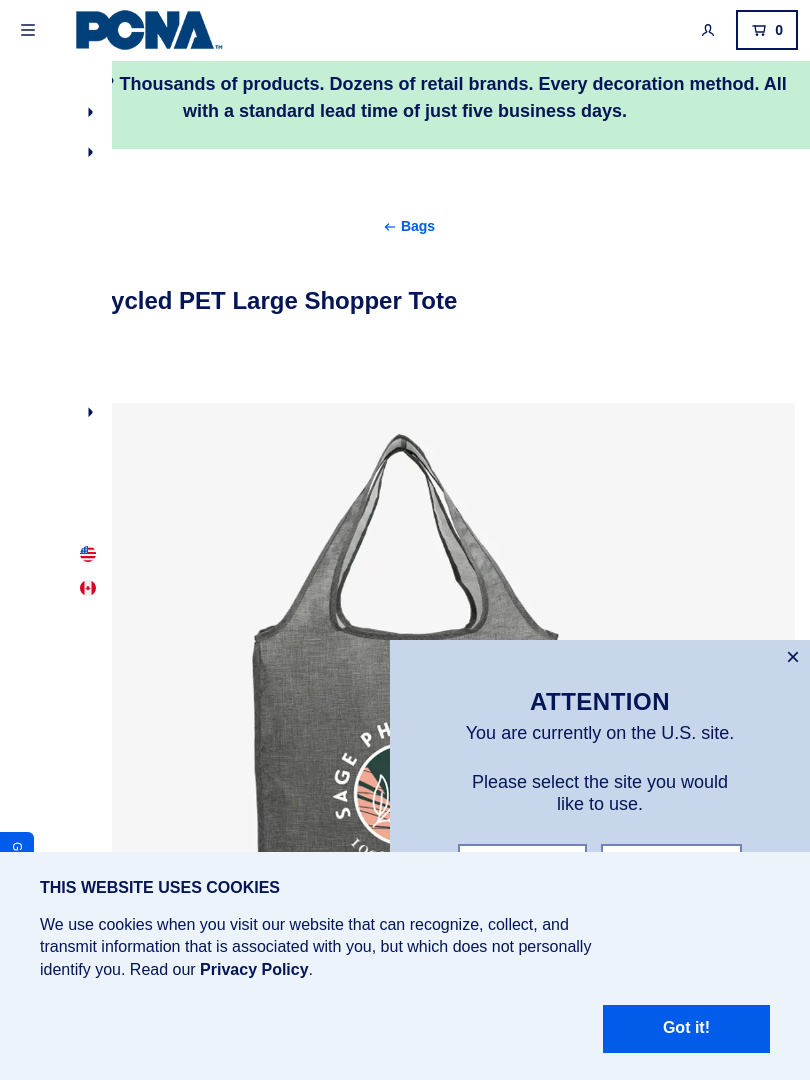 PCNA™
0
Thousands of products. Dozens of retail brands. Every decoration method. All
with a standard lead time of just five business days.
← Bags
ycled PET Large Shopper Tote
SAGE PH
ATTENTION
You are currently on the U.S. site.
Please select the site you would
like to use.
G
THIS WEBSITE USES COOKIES
We use cookies when you visit our website that can recognize, collect, and
transmit information that is associated with you, but which does not personally
identify you. Read our Privacy Policy.
Got it!